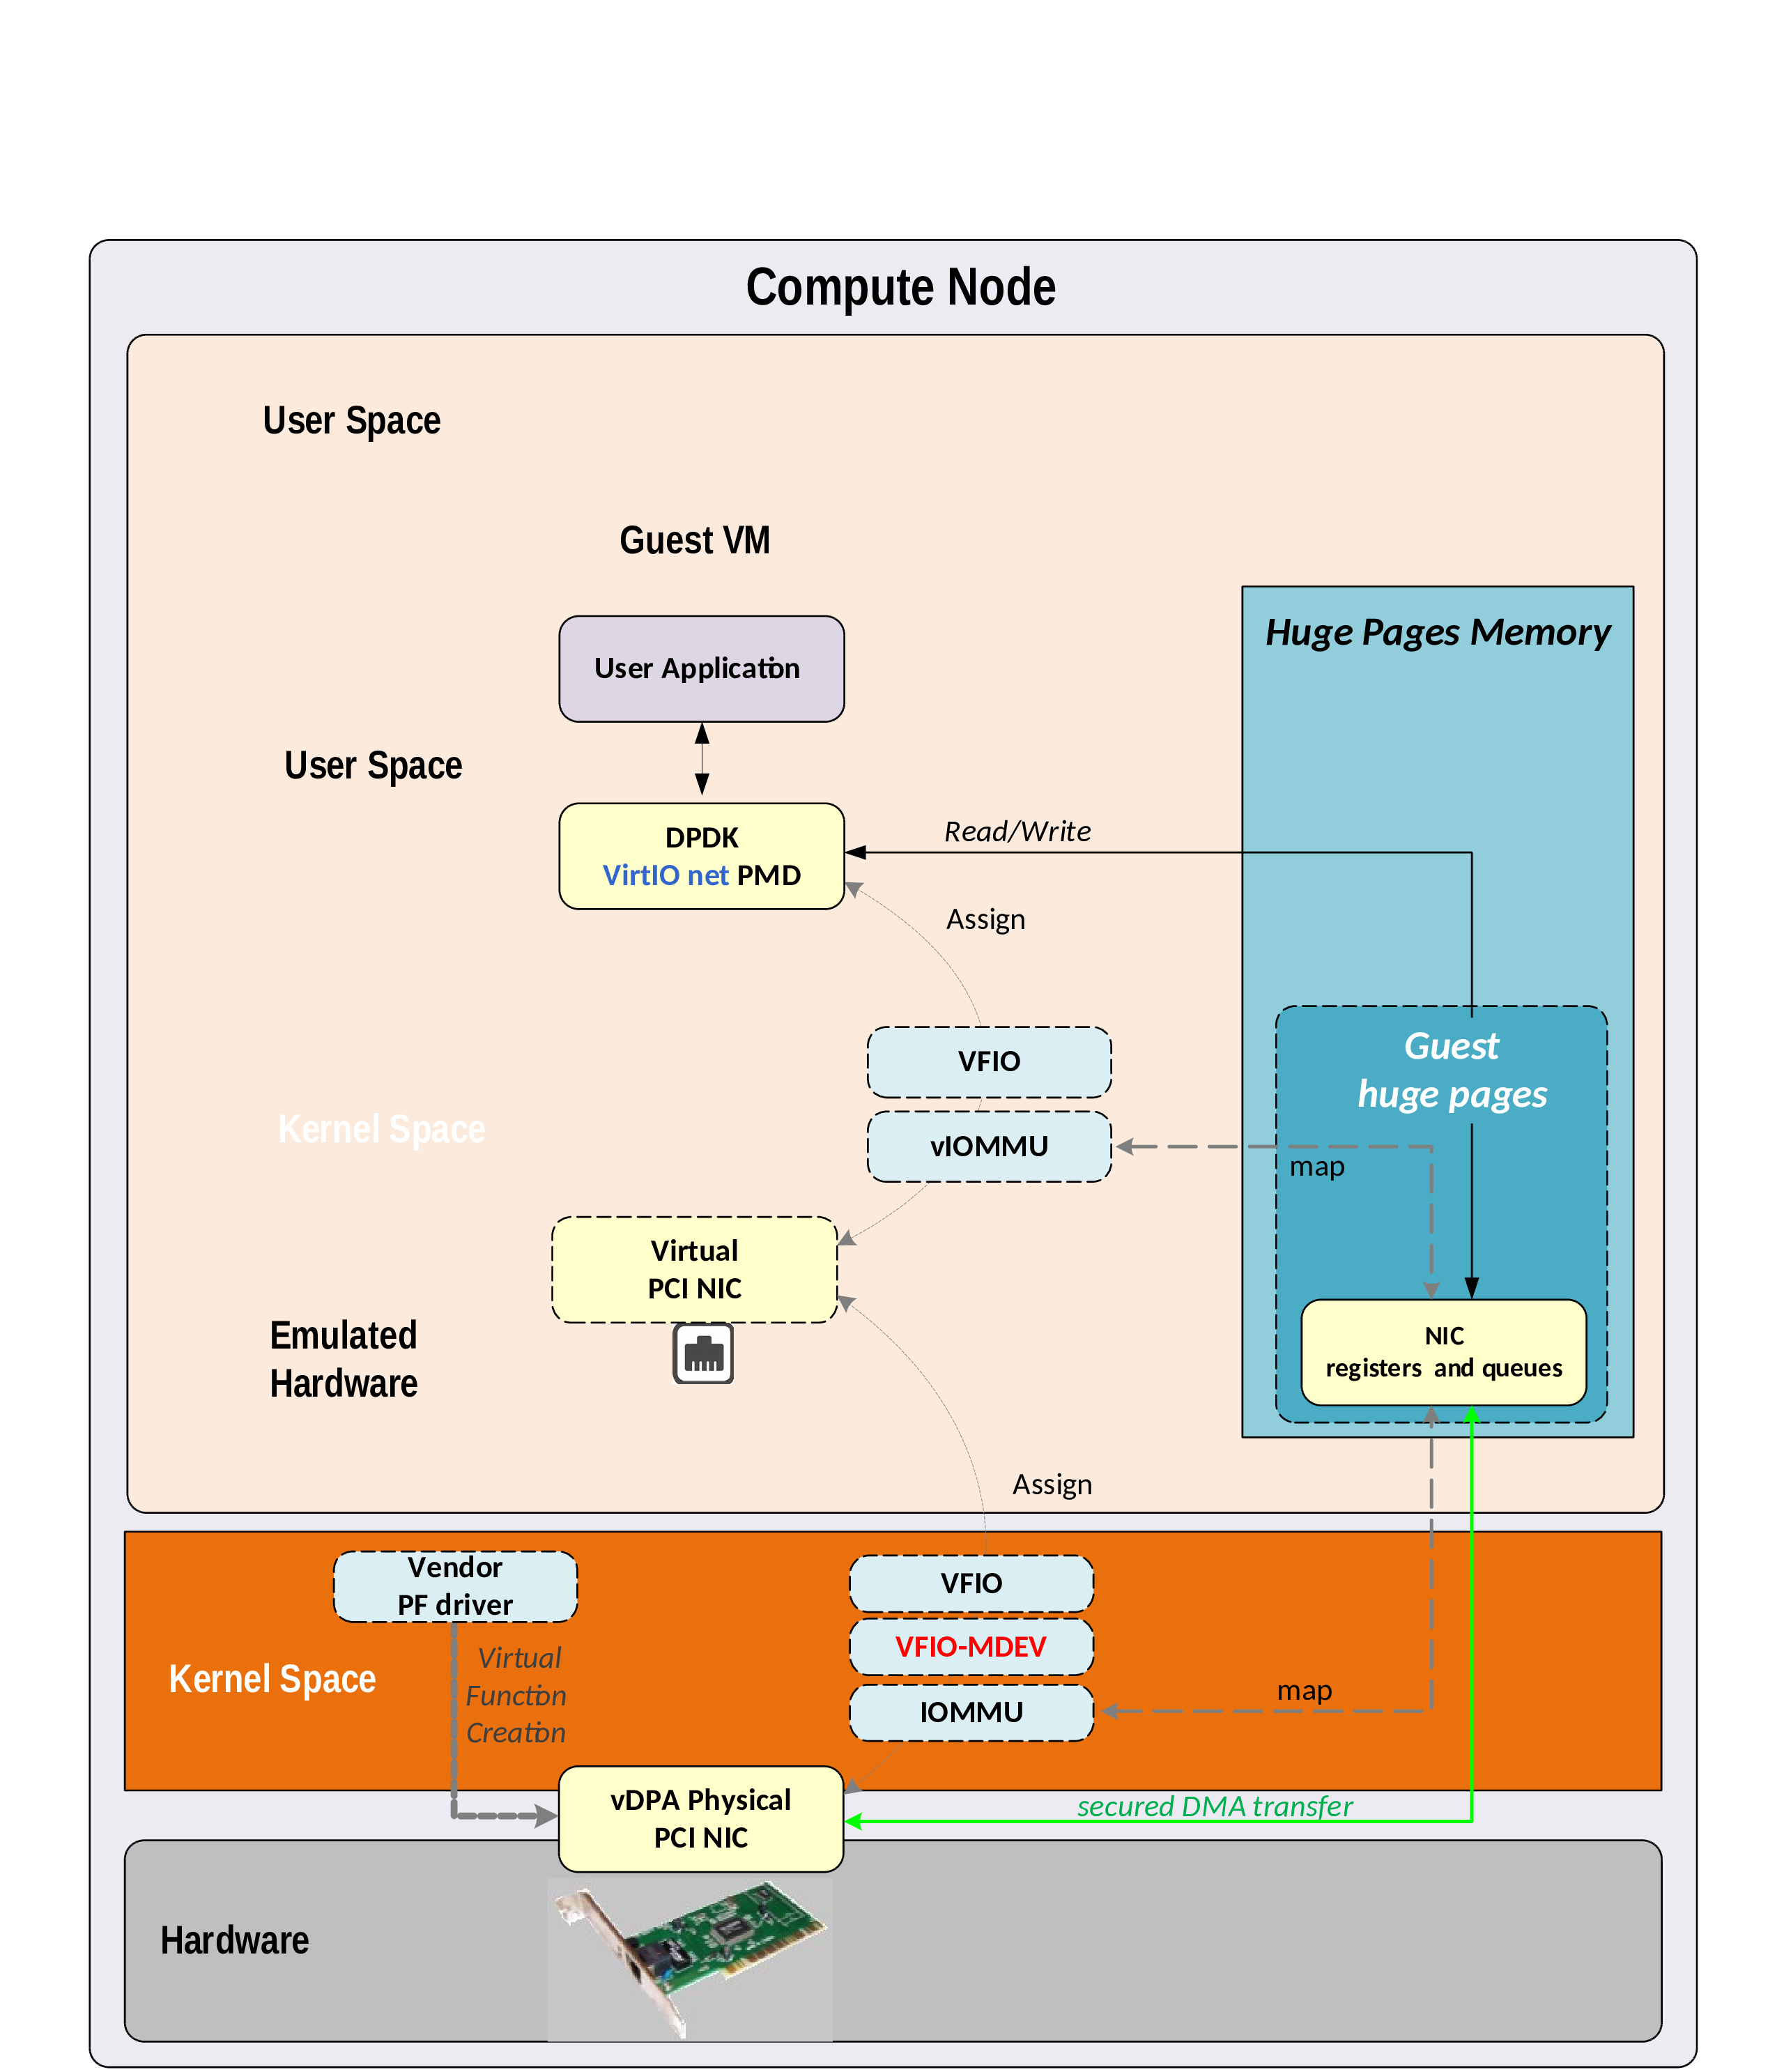 Compute Node
User Space
Guest VM
Huge Pages Memory
User Application
User Space
DPDK
VirtIO net PMD
Read/Write
Assign
VFIO
Guest
huge pages
Kernel Space
vIOMMU
map
Virtual
PCI NIC
Emulated
Hardware
NIC
registers and queues
Assign
Vendor
PF driver
VFIO
VFIO-MDEV
Virtual
Function
Creation
Kernel Space
IOMMU
map
vDPA Physical
PCI NIC
secured DMA transfer
Hardware